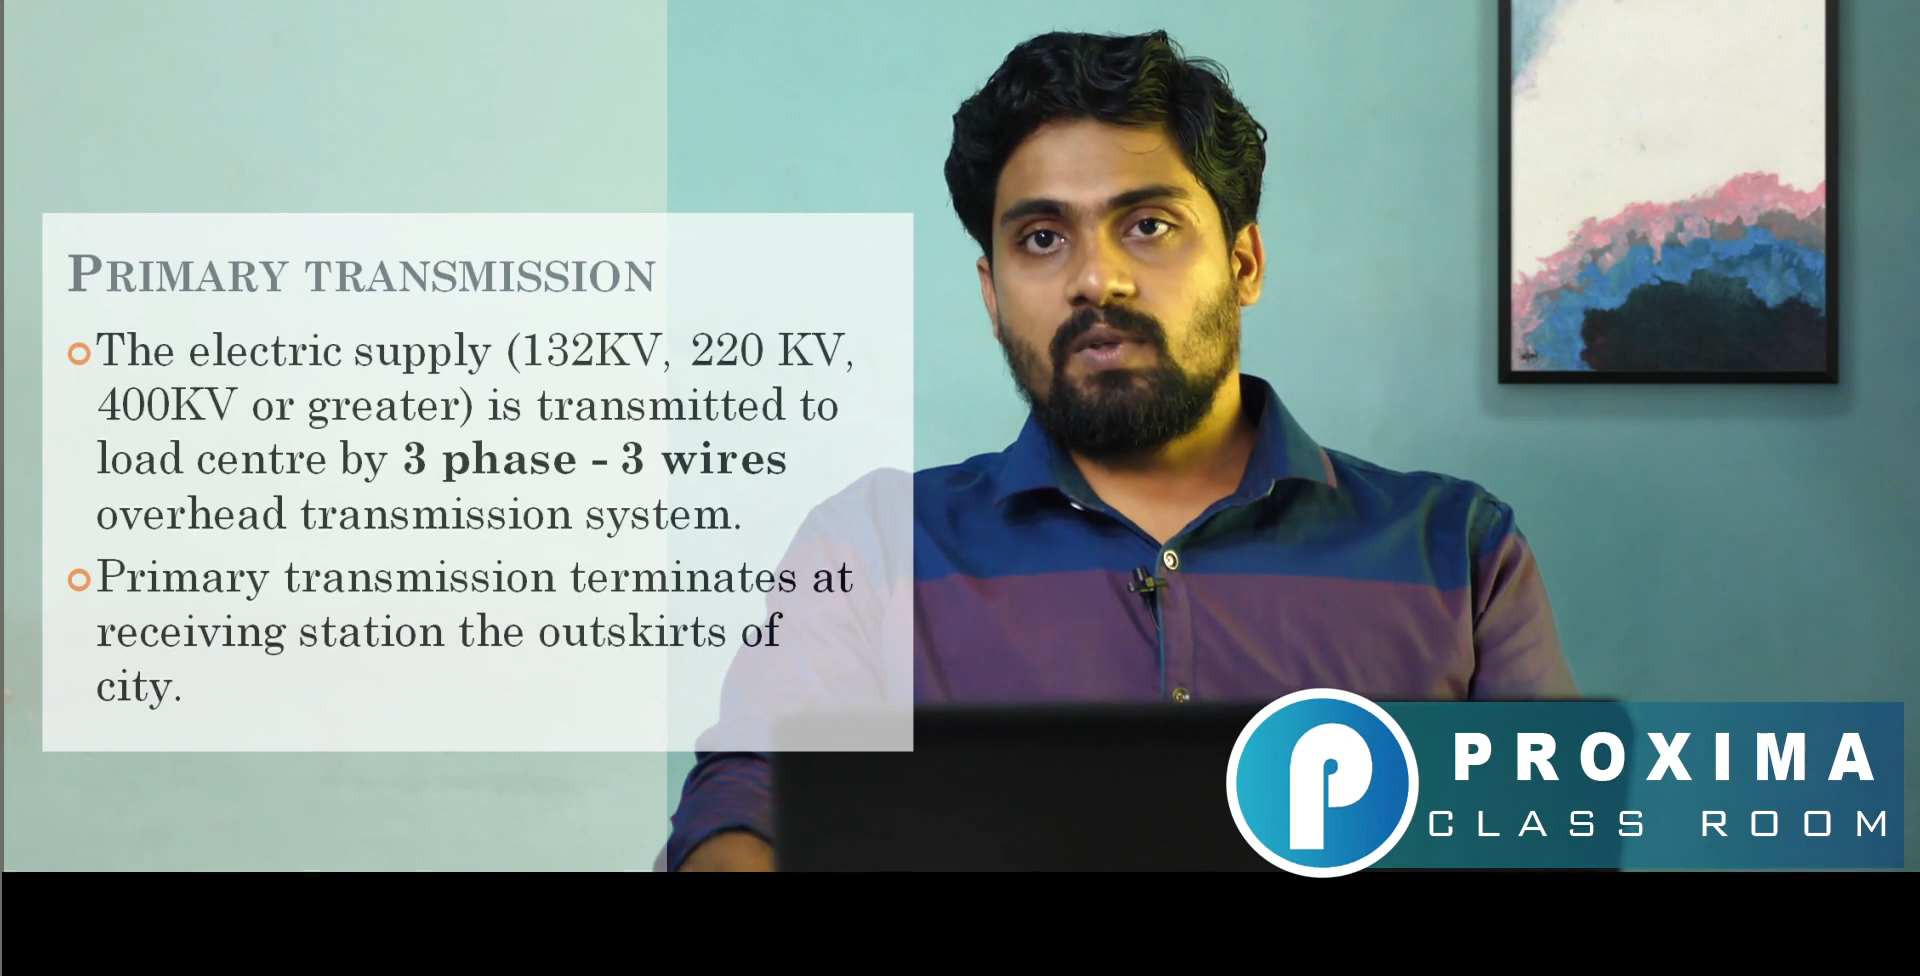 PRIMARY TRANSMISSION
The electric supply (132KV, 220 KV,
400KV or greater) is transmitted to
load centre by 3 phase - 3 wires
overhead transmission system.
Primary transmission terminates at
receiving station the outskirts of
city.
P
PROXIMA
CLASS ROOM